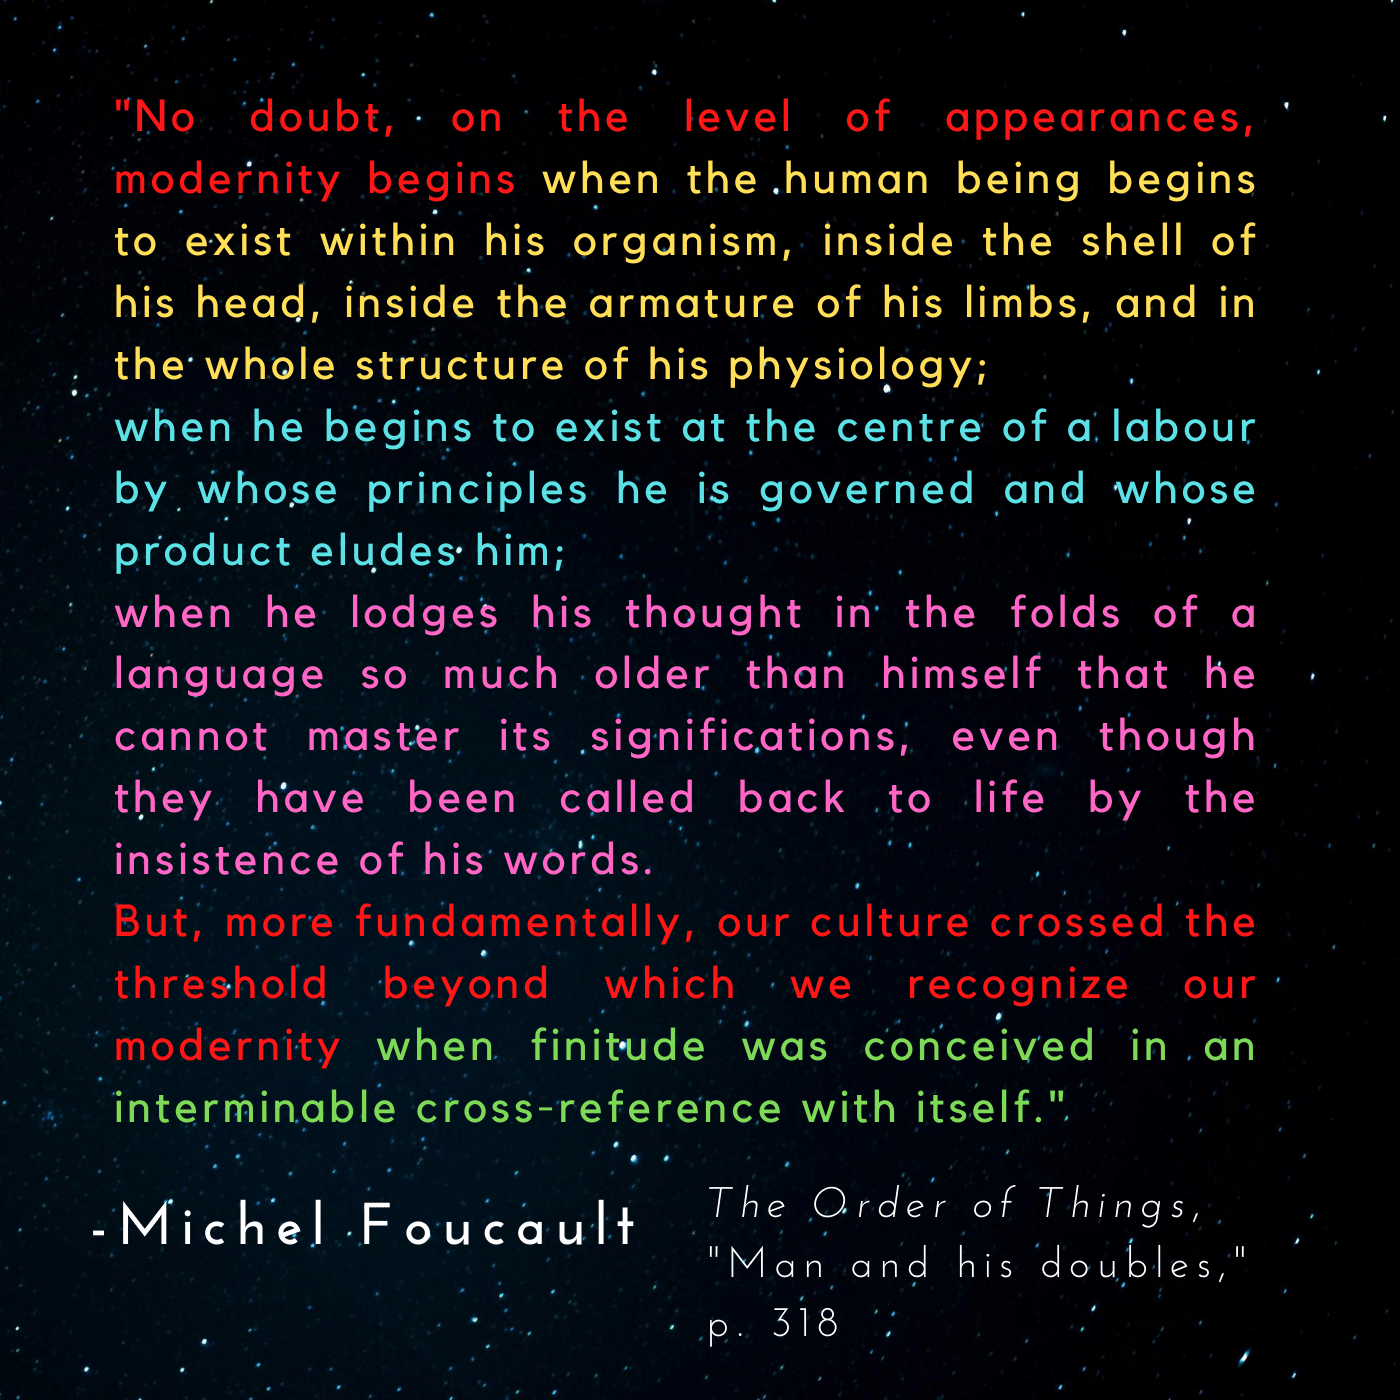 "No doubt, on the level of appearances,
modernity begins when the human being begins
to exist within his organism, inside the shell of
his head, inside the armature of his limbs, and in
the whole structure of his physiology;
when he begins to exist at the centre of a labour
by whose principles he is governed and whose
product eludes him;
when he lodges his thought in the folds of a
language so much older than himself that he
cannot master its significations, even though
they have been called back to life by the
insistence of his words.
But, more fundamentally, our culture crossed the
threshold beyond which we recognize our
modernity when finitude was conceived in an
interminable cross-reference with itself."
-Michel Foucault
The Order of Things,
"Man and his doubles,"
p. 318